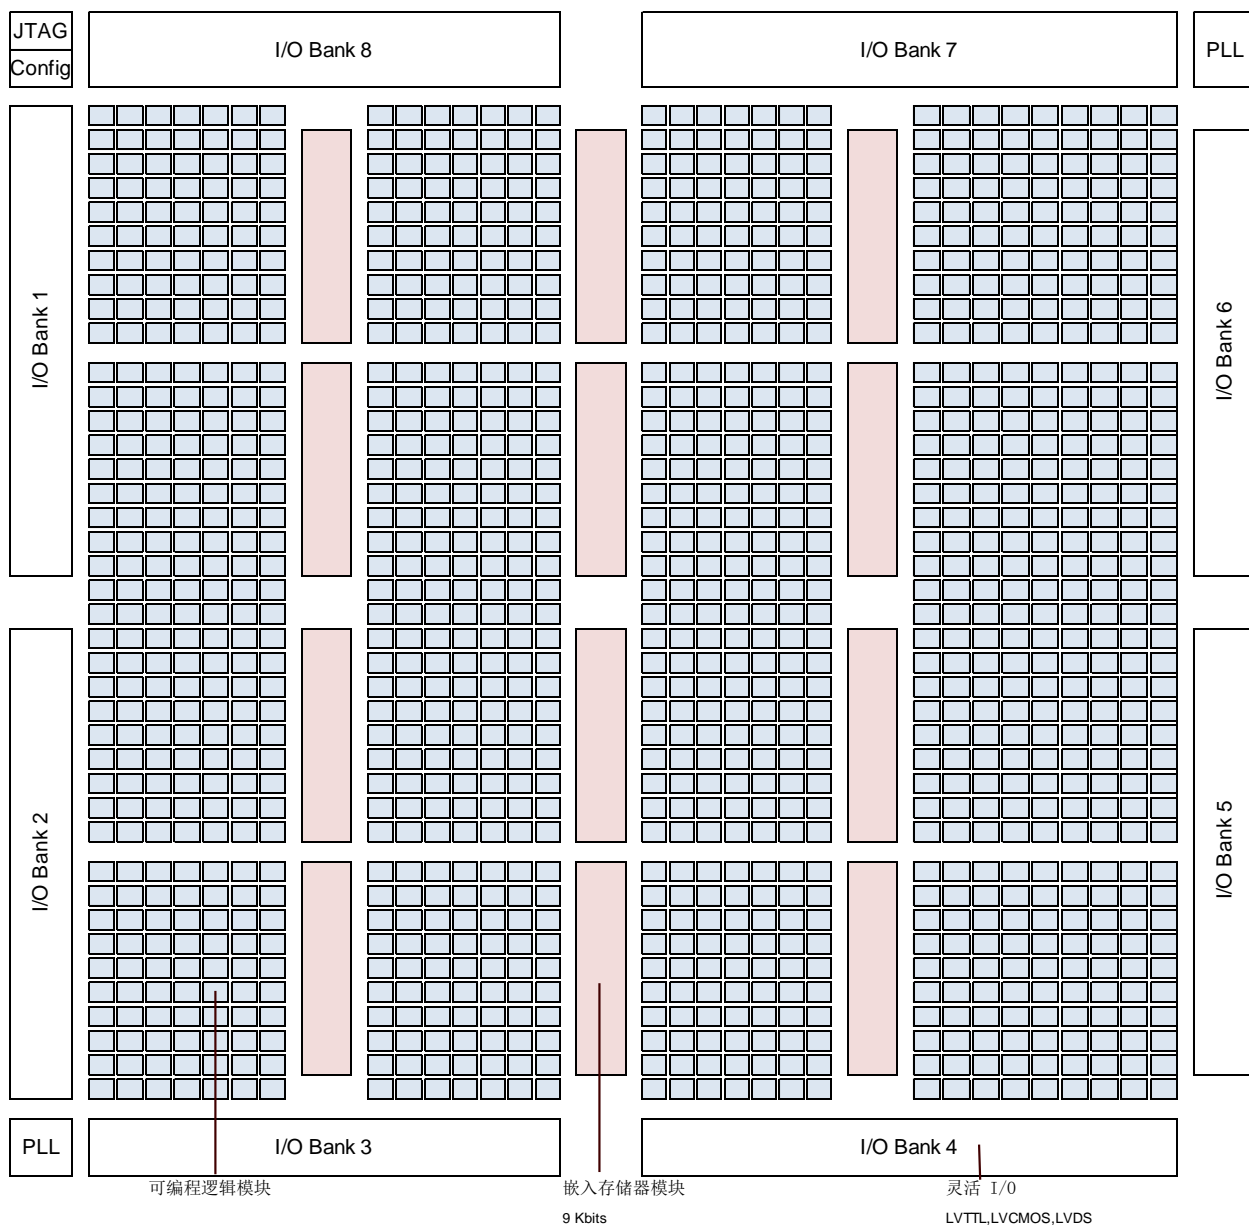 JTAG
Config
I/O Bank 8
I/O Bank 7
PLL
I/O Bank 1
I/O Bank 6
I/O Bank 2
I/O Bank 5
PLL
I/O Bank 3
I/O Bank 4
可编程逻辑模块
嵌入存储器模块
灵活 I/O
9 Kbits
LVTTL,LVCMOS,LVDS